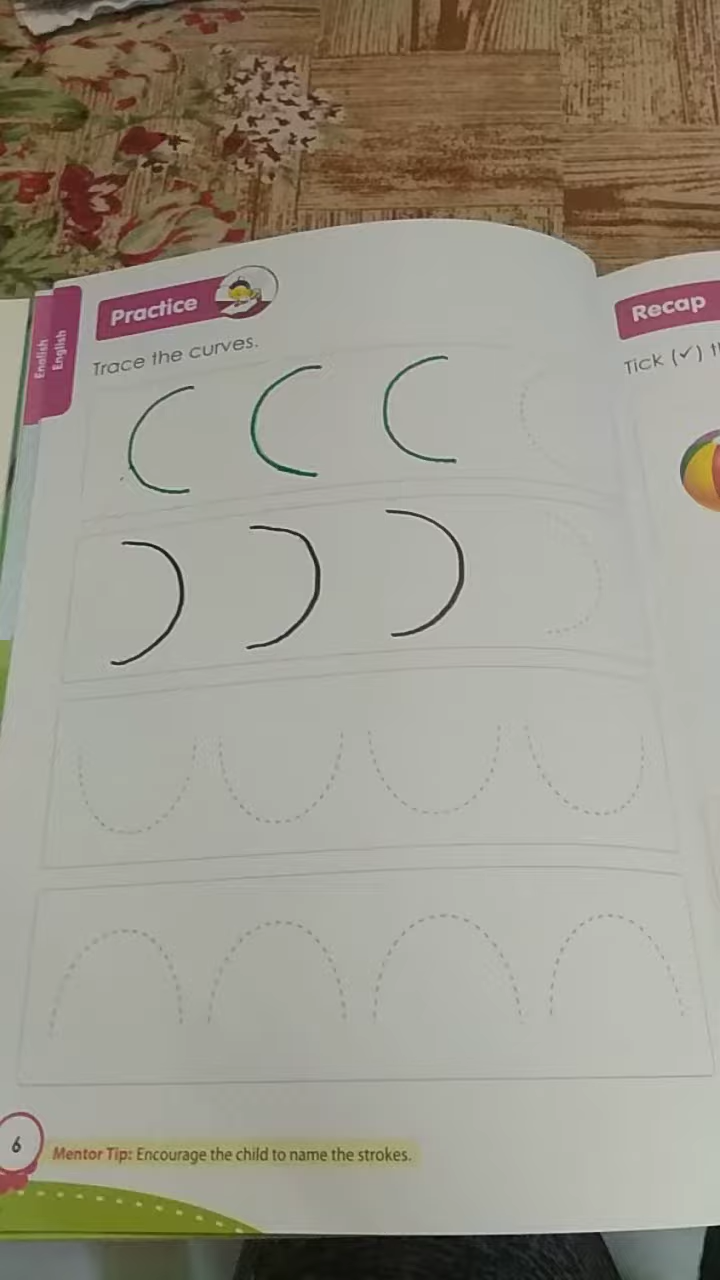 Practice
Trace the curves.
English
English
6
Mentor Tip: Encourage the child to name the strokes.
Recap
Tick (✓)